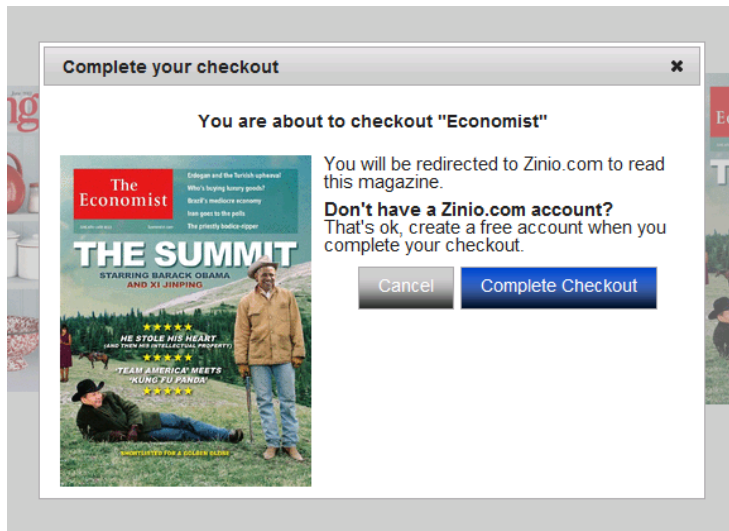 Complete your checkout
You are about to checkout "Economist"
ng
The
Economist
Erdogan and the Turkish upheaval
Who's buying luxury goods?
Brazil's mediocre economy
Iran goes to the polls
The priestly bodice-ripper
THE SUMMIT
STARRING BARACK OBAMA
AND XI JINPING
HE STOLE HIS HEART
(AND THEN HIS INTELLECTUAL PROPERTY)
'TEAM AMERICA' MEETS
'KUNG FU PANDA'
SHORTLISTED FOR A GOLDEN
You will be redirected to Zinio.com to read
this magazine.
Don't have a Zinio.com account?
That's ok, create a free account when you
complete your checkout.
Cancel
Complete Checkout